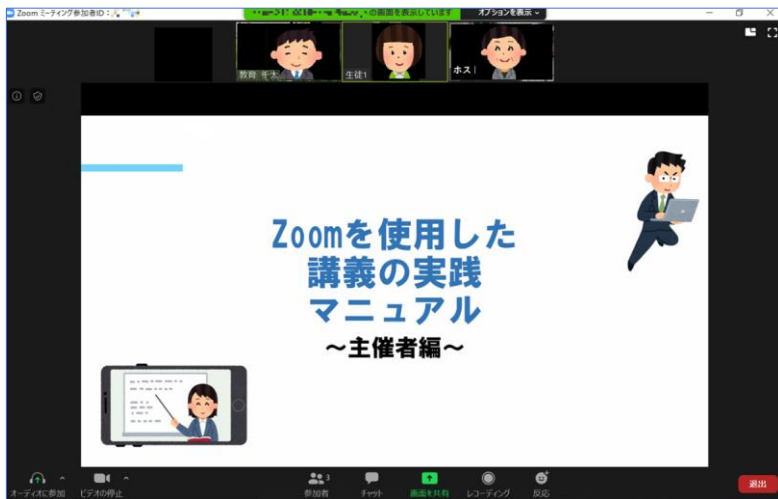 Zoom ミーティング参加者ID:
の画面を表示しています
オプションを表示
教育 千太
生徒1
ホスト
Zoomを使用した
講義の実践
マニュアル
~主催者編~
オーディオに参加
ビデオの停止
3
参加者
チャット
画面を共有
レコーディング
反応
退出